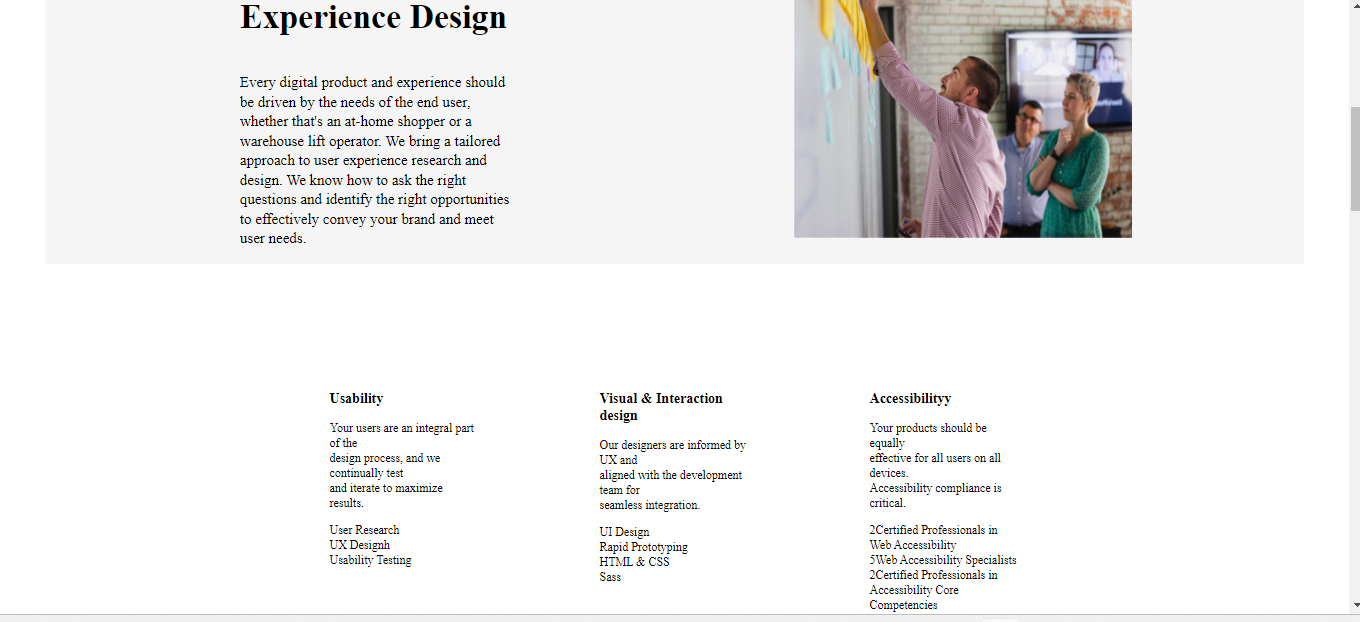 Experience Design
Every digital product and experience should
be driven by the needs of the end user,
whether that's an at-home shopper or a
warehouse lift operator. We bring a tailored
approach to user experience research and
design. We know how to ask the right
questions and identify the right opportunities
to effectively convey your brand and meet
user needs.
Usability
Your users are an integral part
of the
design process, and we
continually test
and iterate to maximize
results.
User Research
UX Designh
Usability Testing
Visual & Interaction
design
Our designers are informed by
UX and
aligned with the development
team for
seamless integration.
UI Design
Rapid Prototyping
HTML & CSS
Sass
Accessibilityy
Your products should be
equally
effective for all users on all
devices.
Accessibility compliance is
critical.
2Certified Professionals in
Web Accessibility
5Web Accessibility Specialists
2Certified Professionals in
Accessibility Core
Competencies